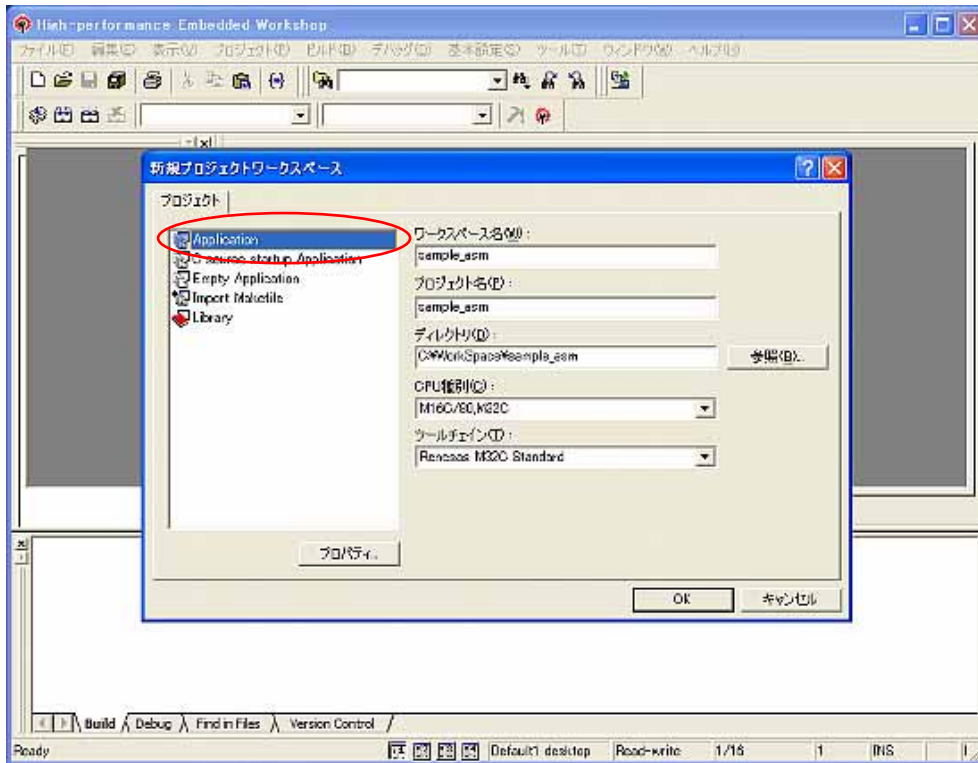 High-performance Embedded Workshop
ファイル(F) 編集(E) 表示(V) プロジェクト(P) ビルド(B) デバッグ(D) 基本設定(S) ツール(T) ウィンドウ(W) ヘルプ(H)
新規プロジェクトワークスペース
プロジェクト
Application
C source startup Application
Empty Application
Import Makefile
Library
プロパティ...
ワークスペース名(W) :
sample_asm
プロジェクト名(P) :
sample_asm
ディレクトリ(D) :
C:¥WorkSpace¥sample_asm
参照(B)...
CPU種別(C) :
M16C/80,M32C
ツールチェイン(T) :
Renesas M32C Standard
OK
キャンセル
Build
Debug
Find in Files
Version Control
Ready
Default1 desktop
Read-write
1/16
1
INS